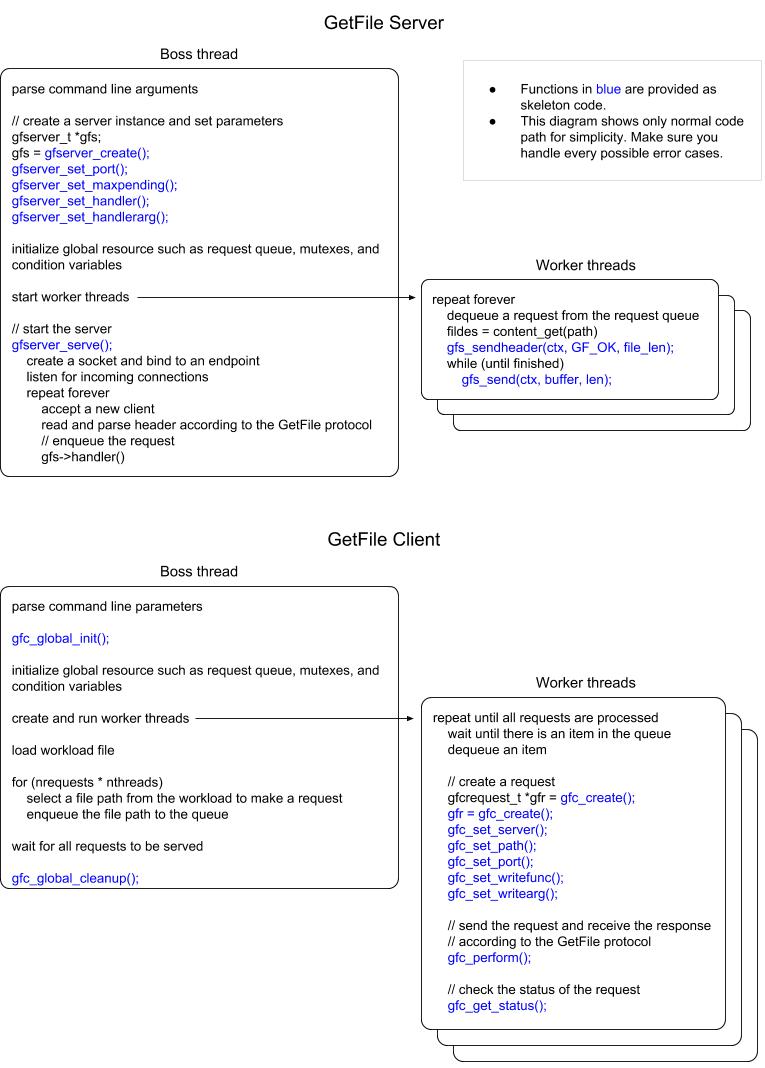 GetFile Server
Boss thread
parse command line arguments
// create a server instance and set parameters
gfserver_t *gfs;
gfs = gfserver_create();
gfserver_set_port();
gfserver_set_maxpending();
gfserver_set_handler();
gfserver_set_handlerarg();
initialize global resource such as request queue, mutexes, and
condition variables
start worker threads
// start the server
gfserver_serve();
create a socket and bind to an endpoint
listen for incoming connections
repeat forever
accept a new client
read and parse header according to the GetFile protocol
// enqueue the request
gfs->handler()
● Functions in blue are provided as
skeleton code.
● This diagram shows only normal code
path for simplicity. Make sure you
handle every possible error cases.
Worker threads
repeat forever
dequeue a request from the request queue
fildes = content_get(path)
gfs_sendheader(ctx, GF_OK, file_len);
while (until finished)
gfs_send(ctx, buffer, len);
GetFile Client
Boss thread
parse command line parameters
gfc_global_init();
initialize global resource such as request queue, mutexes, and
condition variables
create and run worker threads
load workload file
for (nrequests * nthreads)
select a file path from the workload to make a request
enqueue the file path to the queue
wait for all requests to be served
gfc_global_cleanup();
Worker threads
repeat until all requests are processed
wait until there is an item in the queue
dequeue an item
// create a request
gfcrequest_t *gfr = gfc_create();
gfr = gfc_create();
gfc_set_server();
gfc_set_path();
gfc_set_port();
gfc_set_writefunc();
gfc_set_writearg();
// send the request and receive the response
// according to the GetFile protocol
gfc_perform();
// check the status of the request
gfc_get_status();